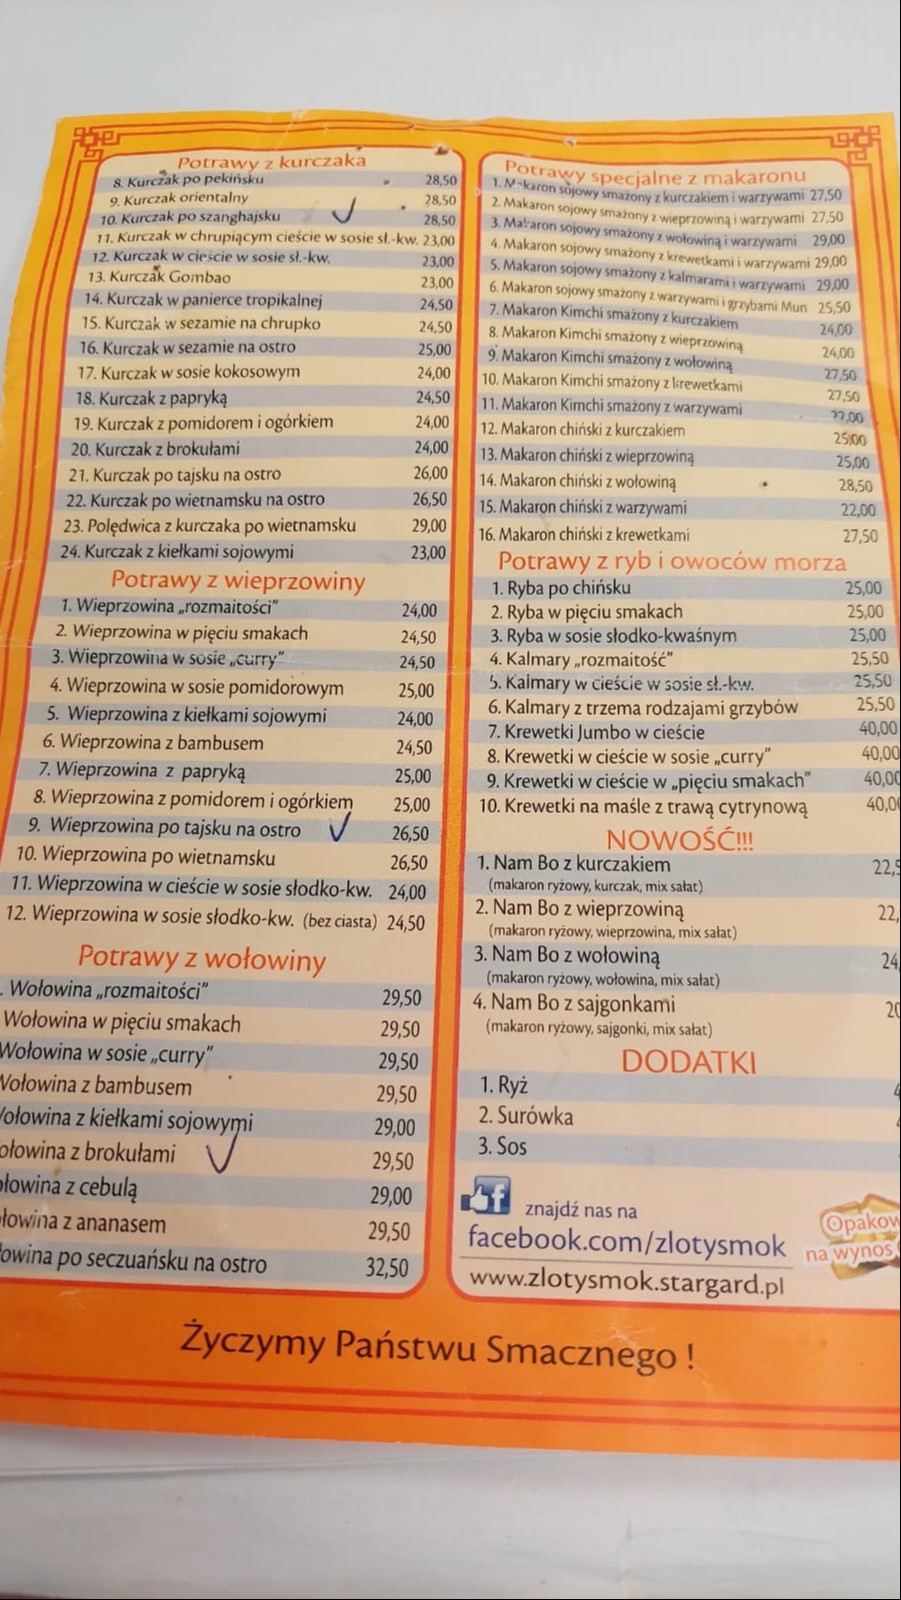 Potrawy z kurczaka
8. Kurczak po pekińsku 28,50
9. Kurczak orientalny 28,50
10. Kurczak po szanghajsku 28,50
11. Kurczak w chrupiącym cieście w sosie sł.-kw. 23,00
12. Kurczak w cieście w sosie sł.-kw. 23,00
13. Kurczak Gombao 23,00
14. Kurczak w panierce tropikalnej 24,50
15. Kurczak w sezamie na chrupko 24,50
16. Kurczak w sezamie na ostro 25,00
17. Kurczak w sosie kokosowym 24,00
18. Kurczak z papryką 24,50
19. Kurczak z pomidorem i ogórkiem 24,00
20. Kurczak z brokułami 24,00
21. Kurczak po tajsku na ostro 26,00
22. Kurczak po wietnamsku na ostro 26,50
23. Polędwica z kurczaka po wietnamsku 29,00
24. Kurczak z kiełkami sojowymi 23,00
Potrawy z wieprzowiny
1. Wieprzowina „rozmaitości” 24,00
2. Wieprzowina w pięciu smakach 24,50
3. Wieprzowina w sosie „curry” 24,50
4. Wieprzowina w sosie pomidorowym 25,00
5. Wieprzowina z kiełkami sojowymi 24,00
6. Wieprzowina z bambusem 24,50
7. Wieprzowina z papryką 25,00
8. Wieprzowina z pomidorem i ogórkiem 25,00
9. Wieprzowina po tajsku na ostro 26,50
10. Wieprzowina po wietnamsku 26,50
11. Wieprzowina w cieście w sosie słodko-kw. 24,00
12. Wieprzowina w sosie słodko-kw. (bez ciasta) 24,50
Potrawy z wołowiny
. Wołowina „rozmaitości” 29,50
Wołowina w pięciu smakach 29,50
Wołowina w sosie „curry” 29,50
Wołowina z bambusem 29,50
ołowina z kiełkami sojowymi 29,00
ołowina z brokułami 29,50
łowina z cebulą 29,00
łowina z ananasem 29,50
owina po seczuańsku na ostro 32,50
Potrawy specjalne z makaronu
1. Makaron sojowy smażony z kurczakiem i warzywami 27,50
2. Makaron sojowy smażony z wieprzowiną i warzywami 27,50
3. Makaron sojowy smażony z wołowiną i warzywami 29,00
4. Makaron sojowy smażony z krewetkami i warzywami 29,00
5. Makaron sojowy smażony z kalmarami i warzywami 29,00
6. Makaron sojowy smażony z warzywami i grzybami Mun 25,50
7. Makaron Kimchi smażony z kurczakiem 24,00
8. Makaron Kimchi smażony z wieprzowiną 24,00
9. Makaron Kimchi smażony z wołowiną 27,50
10. Makaron Kimchi smażony z krewetkami 27,50
11. Makaron Kimchi smażony z warzywami
12. Makaron chiński z kurczakiem 25,00
13. Makaron chiński z wieprzowiną 25,00
14. Makaron chiński z wołowiną 28,50
15. Makaron chiński z warzywami 22,00
16. Makaron chiński z krewetkami 27,50
Potrawy z ryb i owoców morza
1. Ryba po chińsku 25,00
2. Ryba w pięciu smakach 25,00
3. Ryba w sosie słodko-kwaśnym 25,00
4. Kalmary „rozmaitość” 25,50
5. Kalmary w cieście w sosie sł.-kw. 25,50
6. Kalmary z trzema rodzajami grzybów 25,50
7. Krewetki Jumbo w cieście 40,00
8. Krewetki w cieście w sosie „curry” 40,00
9. Krewetki w cieście w „pięciu smakach” 40,00
10. Krewetki na maśle z trawą cytrynową 40,0
NOWOŚĆ!!!
1. Nam Bo z kurczakiem 22,5
(makaron ryżowy, kurczak, mix sałat)
2. Nam Bo z wieprzowiną 22,
(makaron ryżowy, wieprzowina, mix sałat)
3. Nam Bo z wołowiną 24,
(makaron ryżowy, wołowina, mix sałat)
4. Nam Bo z sajgonkami 20
(makaron ryżowy, sajgonki, mix sałat)
DODATKI
1. Ryż
2. Surówka
3. Sos
znajdź nas na
facebook.com/zlotysmok
www.zlotysmok.stargard.pl
Opakow
na wynos
Życzymy Państwu Smacznego !